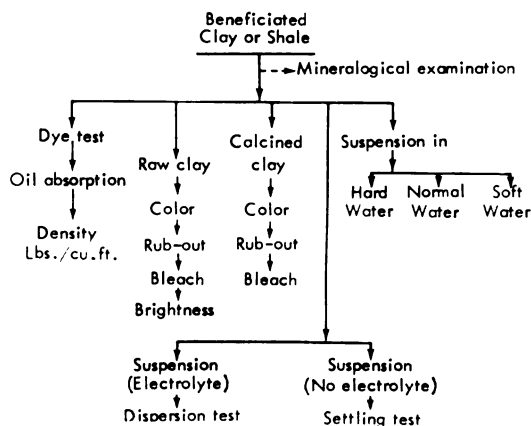 Beneficiated
Clay or Shale
Mineralogical examination
Dye test
Oil absorption
Density
Lbs./cu.ft.
Raw clay
Color
Rub-out
Bleach
Brightness
Calcined
clay
Color
Rub-out
Bleach
Suspension in
Hard
Water
Normal
Water
Soft
Water
Suspension
(Electrolyte)
Dispersion test
Suspension
(No electrolyte)
Settling test